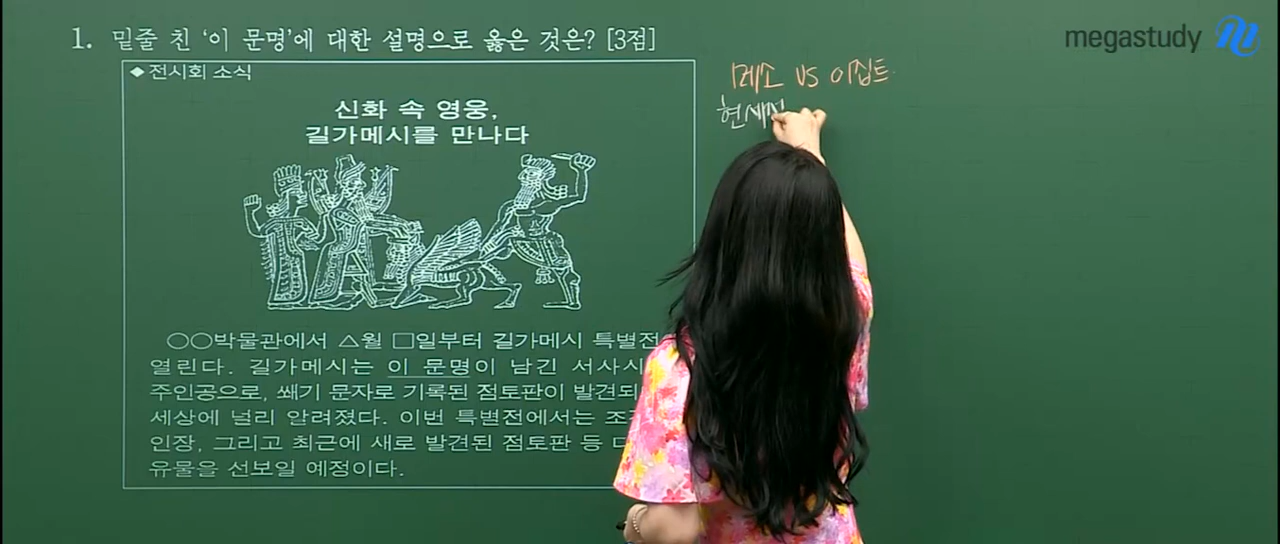 1. 밑줄 친 ‘이 문명’에 대한 설명으로 옳은 것은? [3점]
megastudy
◆ 전시회 소식
메소 VS 이집트
신화 속 영웅,
길가메시를 만나다
○○박물관에서 △월 □일부터 길가메시 특별전
열린다. 길가메시는 이 문명이 남긴 서사시
주인공으로, 쐐기 문자로 기록된 점토판이 발견되
세상에 널리 알려졌다. 이번 특별전에서는
인장, 그리고 최근에 새로 발견된 점토판 등
유물을 선보일 예정이다.